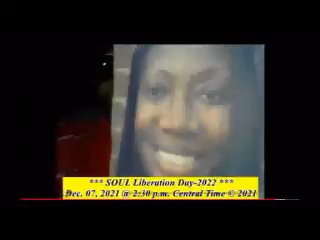 *** SOUL Liberation Day-2022 ***
Dec. 07, 2021 @ 2:30 p.m. Central Time © 2021